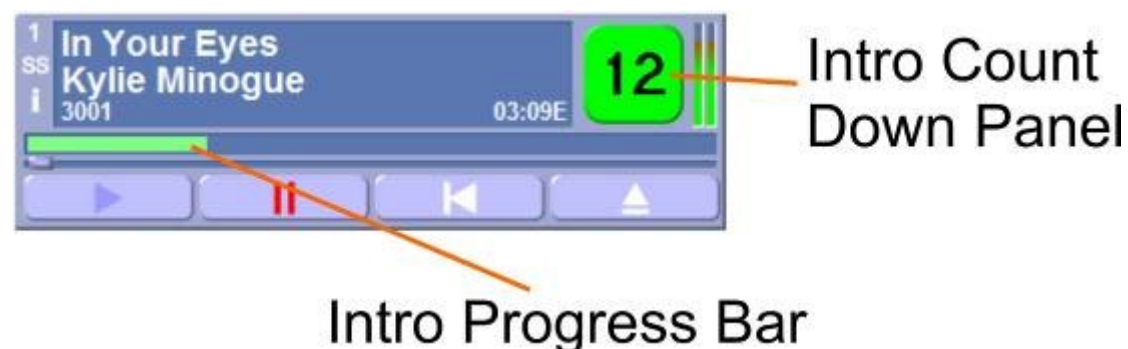 1
SS
i
In Your Eyes
Kylie Minogue
3001 03:09E
12
Intro Count
Down Panel
Intro Progress Bar